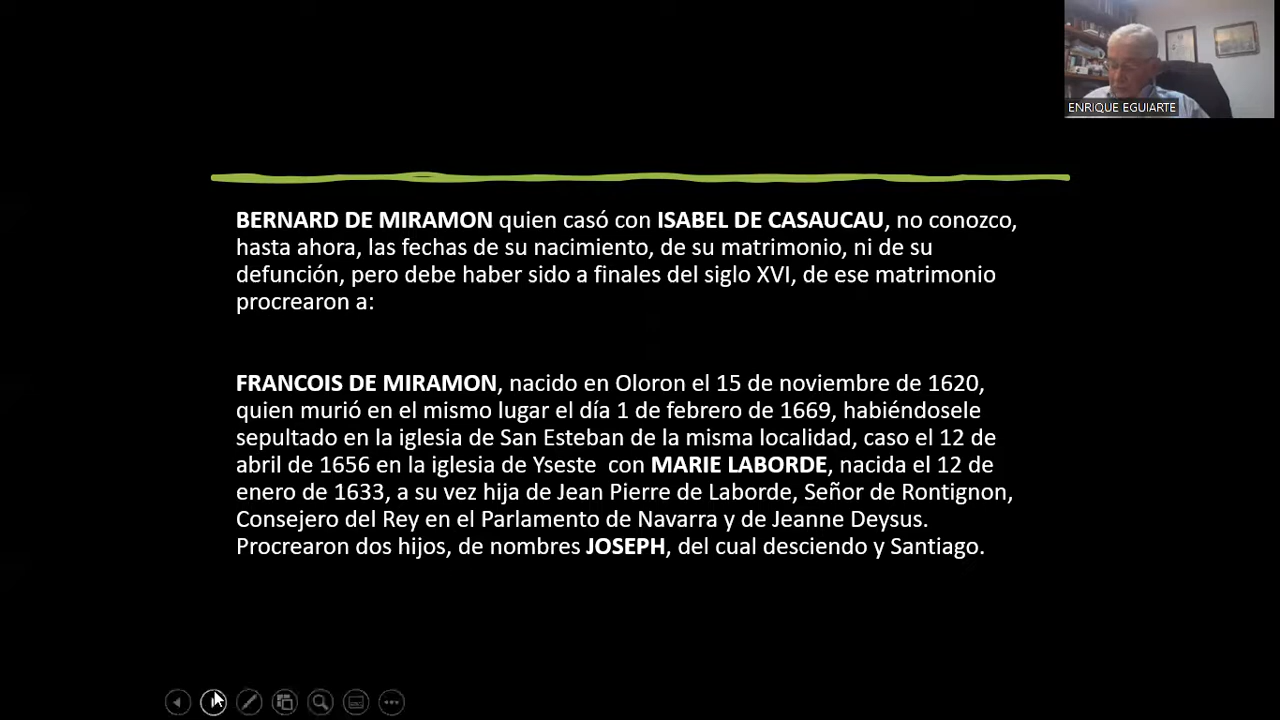 ENRIQUE EGUIARTE
BERNARD DE MIRAMON quien casó con ISABEL DE CASAUCAU, no conozco,
hasta ahora, las fechas de su nacimiento, de su matrimonio, ni de su
defunción, pero debe haber sido a finales del siglo XVI, de ese matrimonio
procrearon a:
FRANCOIS DE MIRAMON, nacido en Oloron el 15 de noviembre de 1620,
quien murió en el mismo lugar el día 1 de febrero de 1669, habiéndosele
sepultado en la iglesia de San Esteban de la misma localidad, caso el 12 de
abril de 1656 en la iglesia de Yseste con MARIE LABORDE, nacida el 12 de
enero de 1633, a su vez hija de Jean Pierre de Laborde, Señor de Rontignon,
Consejero del Rey en el Parlamento de Navarra y de Jeanne Deysus.
Procrearon dos hijos, de nombres JOSEPH, del cual desciendo y Santiago.